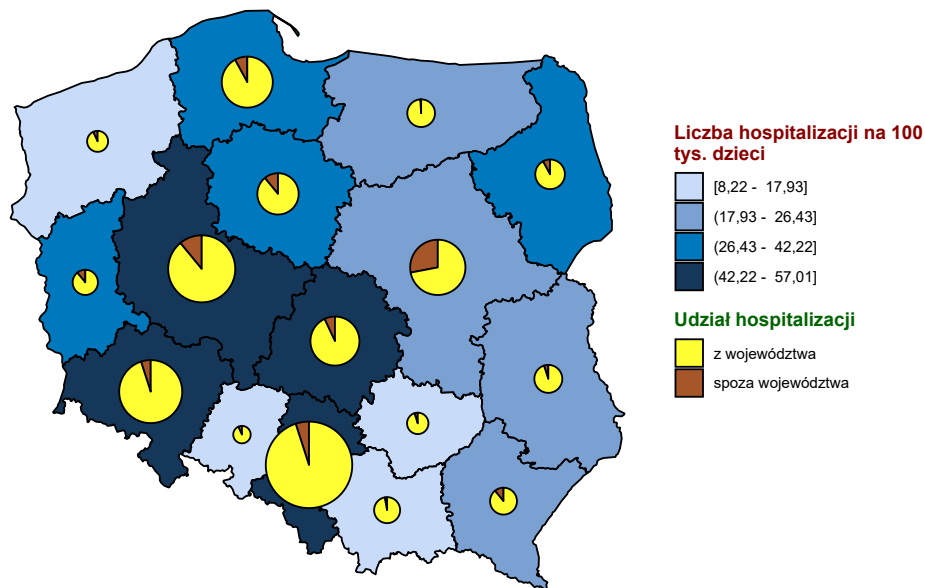 Liczba hospitalizacji na 100
tys. dzieci
[8,22 - 17,93]
(17,93 - 26,43]
(26,43 - 42,22]
(42,22 - 57,01]
Udział hospitalizacji
z województwa
spoza województwa